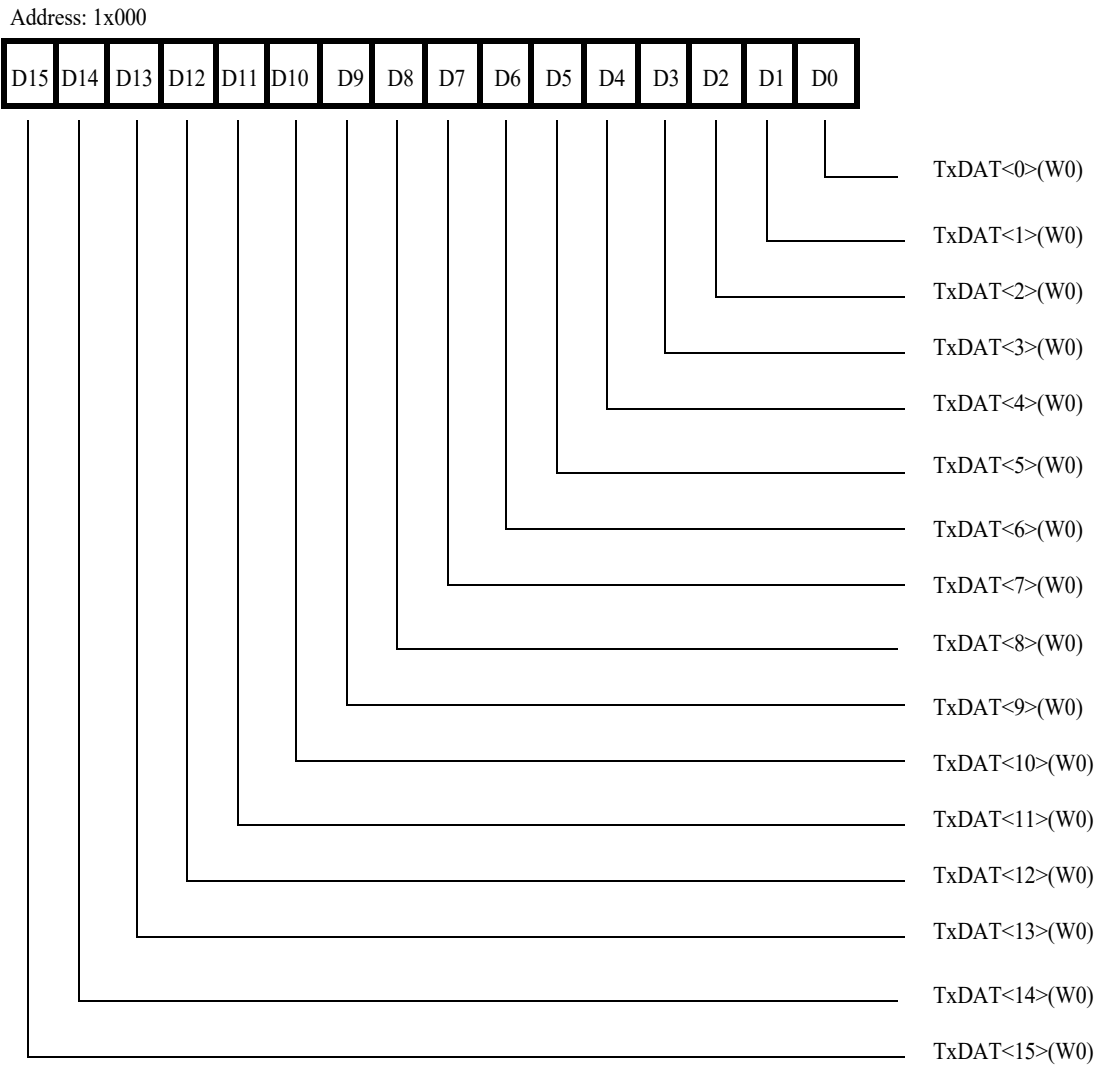 Address: 1x000
D15 D14 D13 D12 D11 D10 D9 D8 D7 D6 D5 D4 D3 D2 D1 D0
TxDAT<0>(W0)
TxDAT<1>(W0)
TxDAT<2>(W0)
TxDAT<3>(W0)
TxDAT<4>(W0)
TxDAT<5>(W0)
TxDAT<6>(W0)
TxDAT<7>(W0)
TxDAT<8>(W0)
TxDAT<9>(W0)
TxDAT<10>(W0)
TxDAT<11>(W0)
TxDAT<12>(W0)
TxDAT<13>(W0)
TxDAT<14>(W0)
TxDAT<15>(W0)